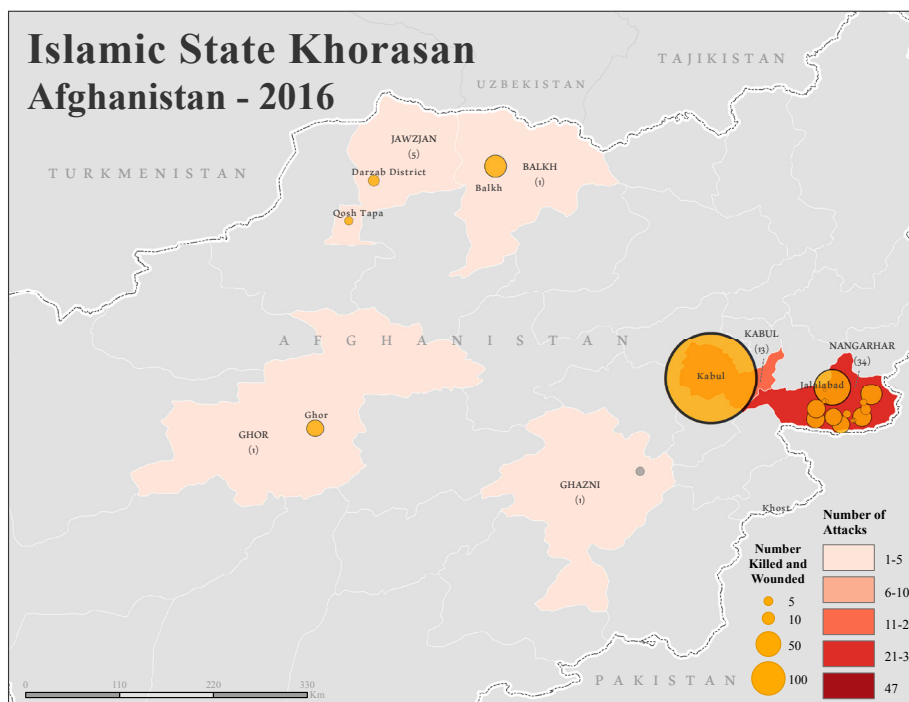 Islamic State Khorasan
Afghanistan - 2016
TAJIKISTAN
UZBEKISTAN
TURKMENISTAN
JAWZJAN
(5)
Darzab District
BALKH
(1)
Balkh
Qosh Tapa
AFGHANISTAN
KABUL
(13)
Kabul
NANGARHAR
(34)
Jalalabad
Ghor
GHOR
(1)
GHAZNI
(1)
Khost
PAKISTAN
Number
Killed and
Wounded
5
10
50
100
Number of
Attacks
1-5
6-10
11-2
21-3
47
0
110
220
330
Km